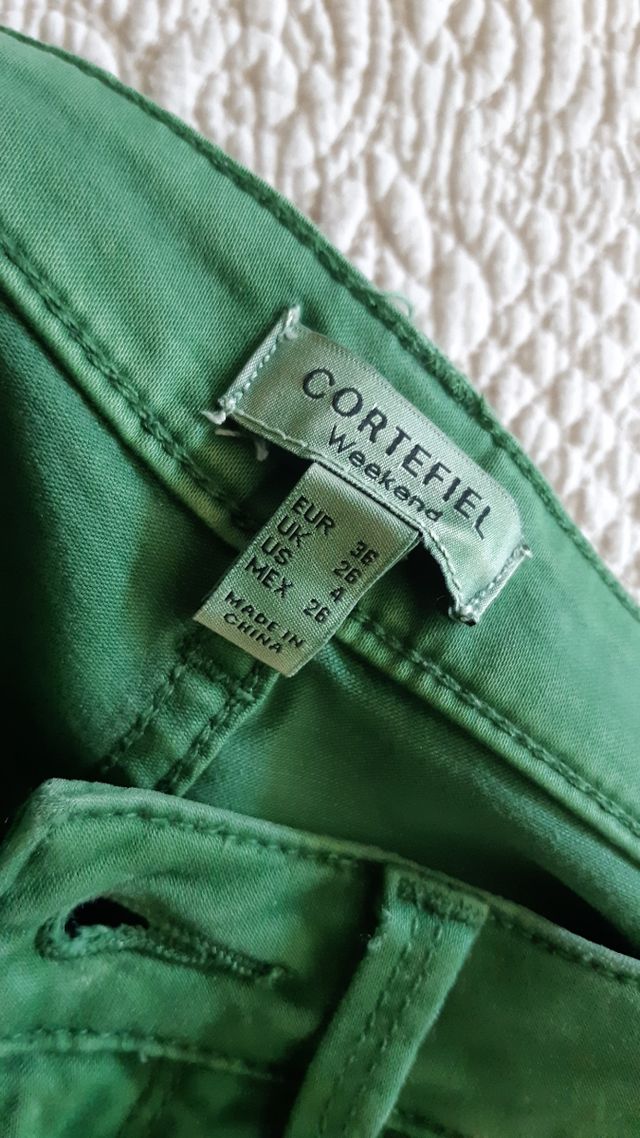 CORTEFIEL
Weekend
EUR 36
UK 26
US 4
MEX 26
MADE IN
CHINA